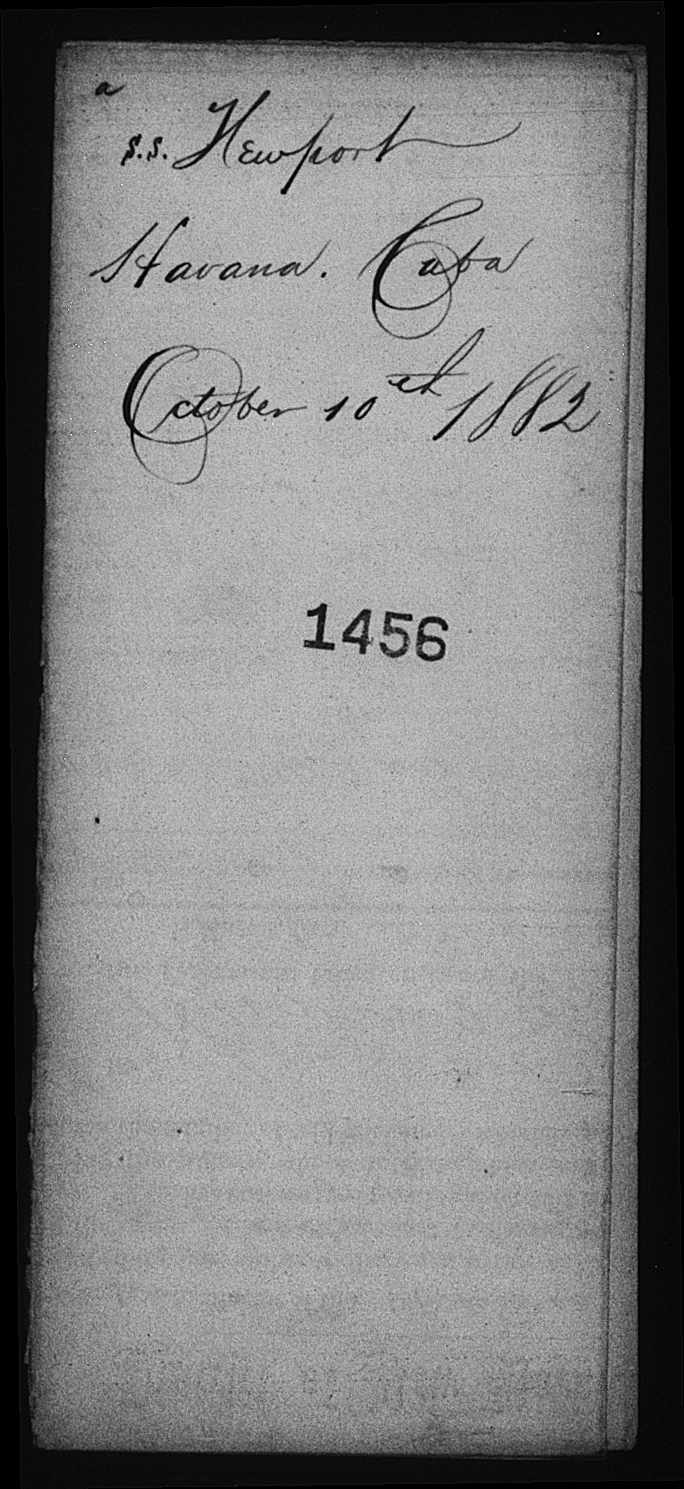 a
S.S. Newport
Havana. Cuba
October 10th 1882
1456